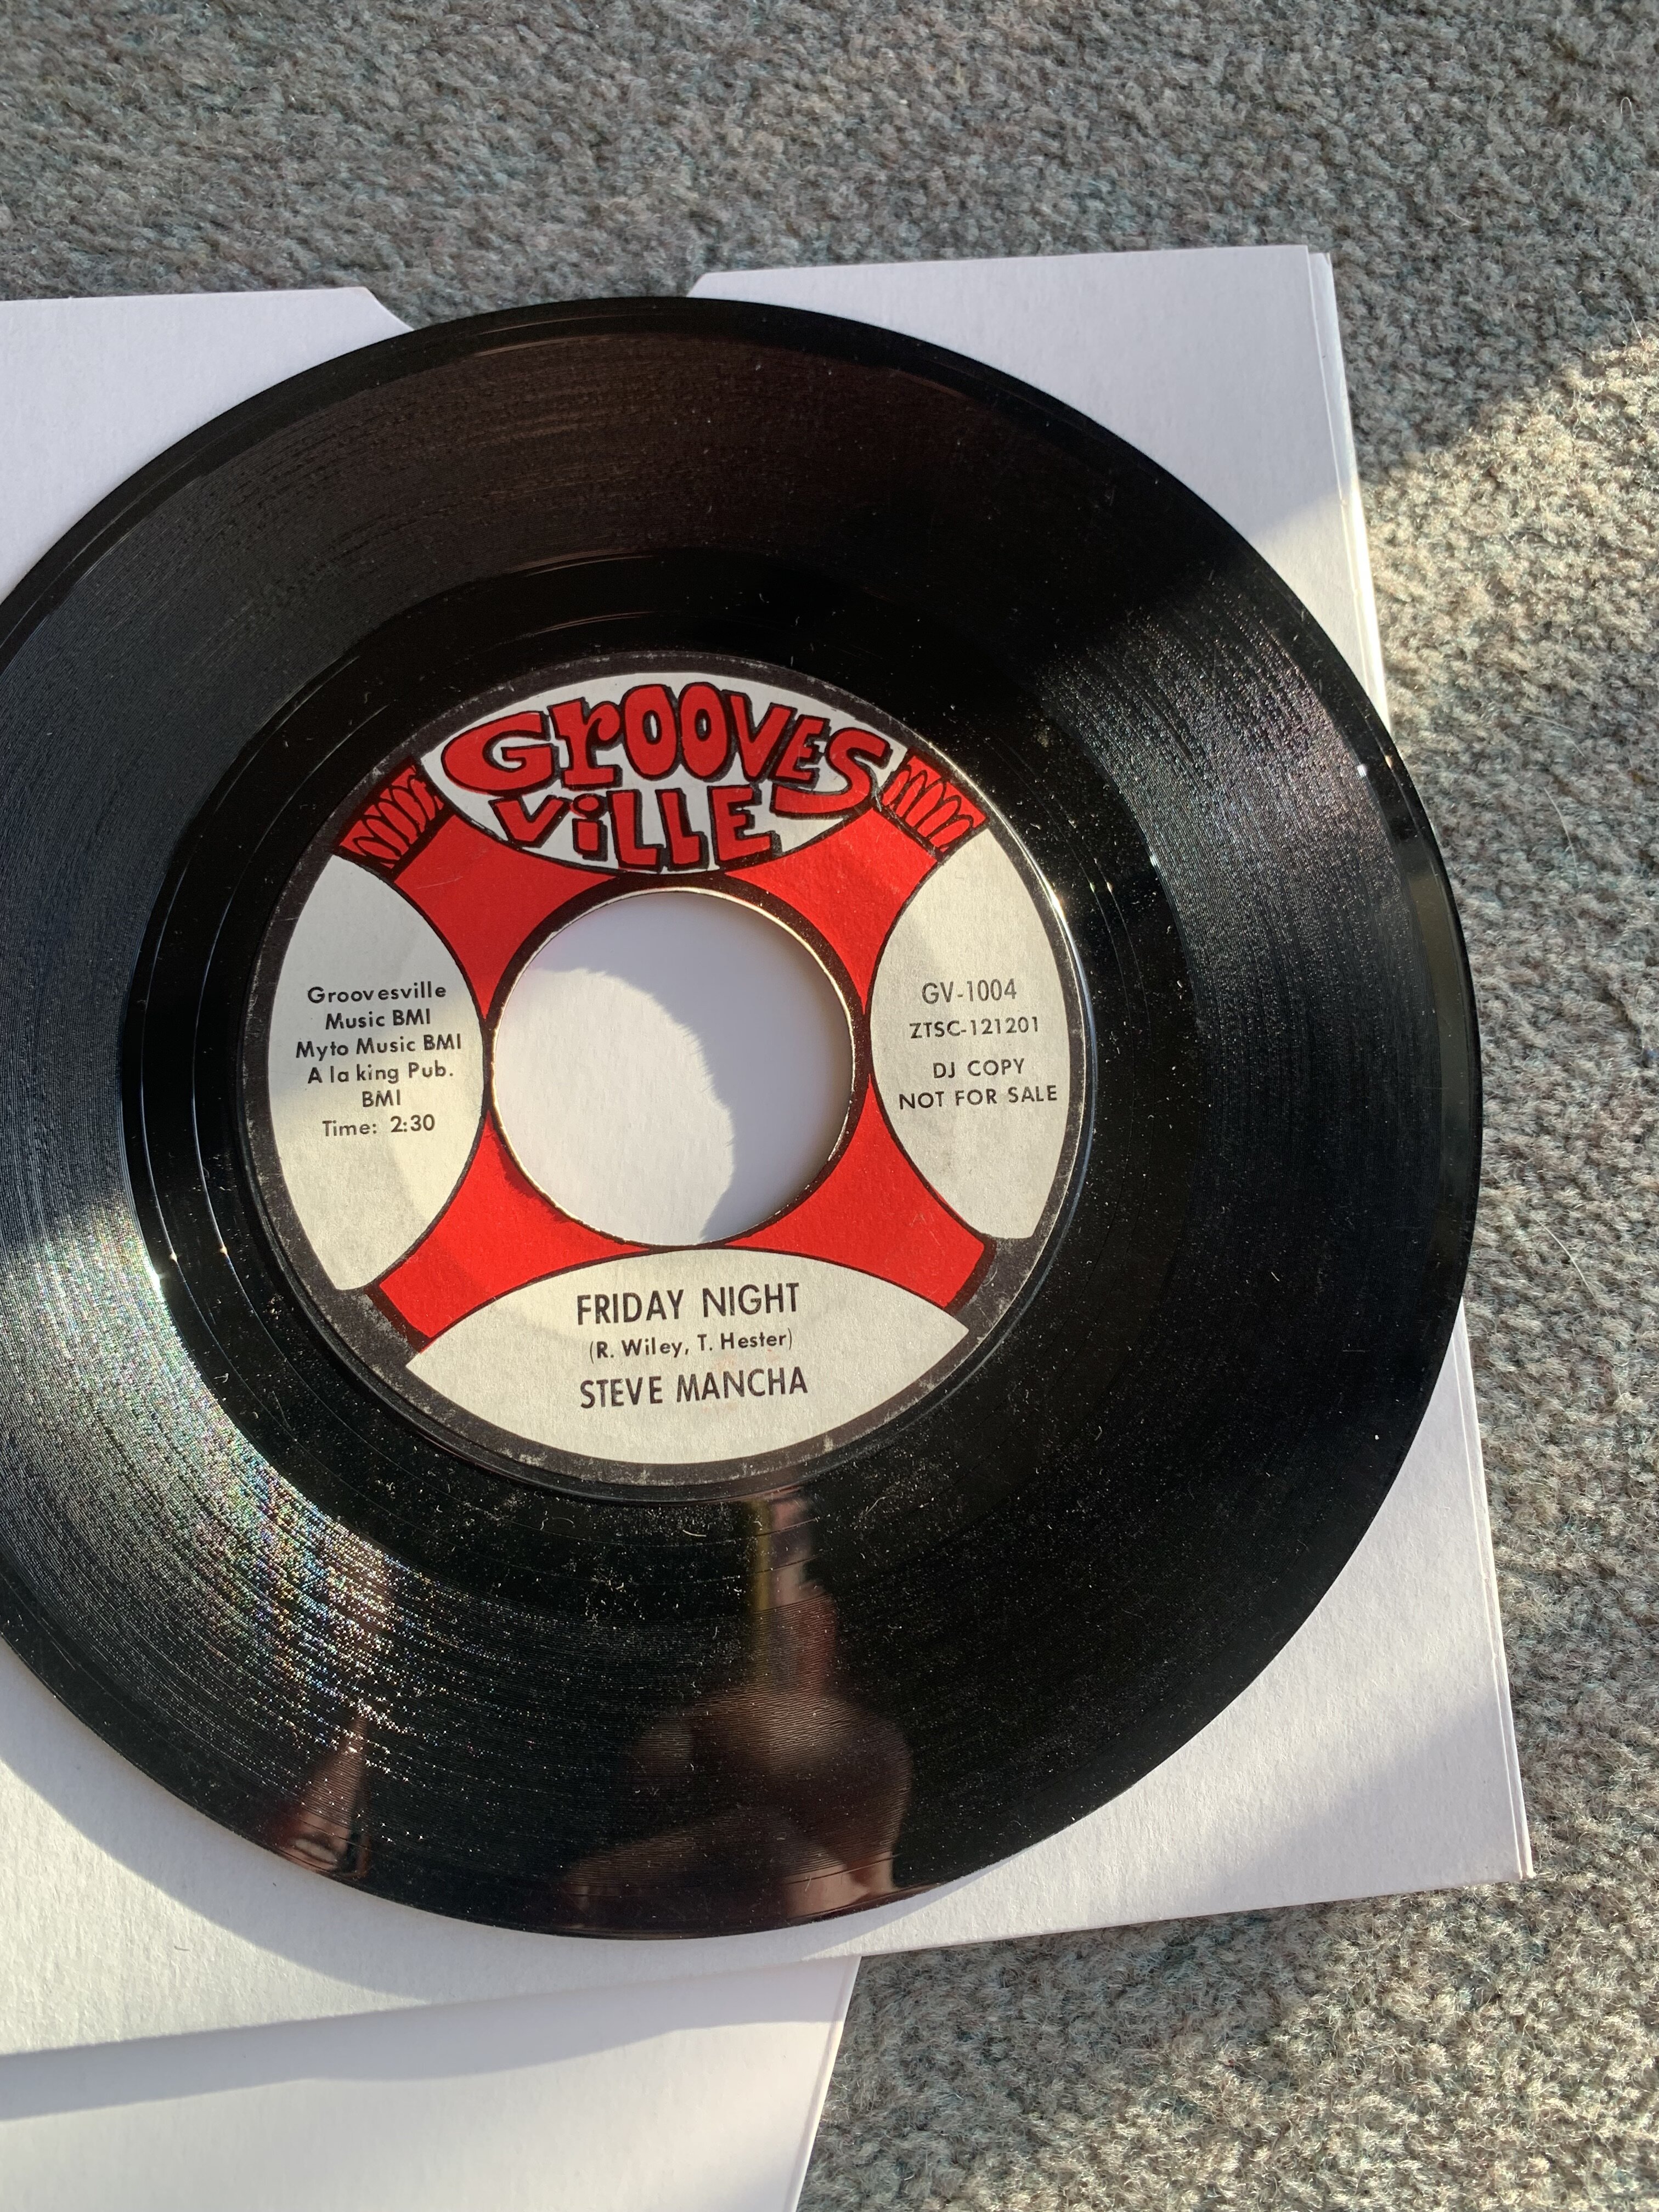 GROOVES
VILLE
Groovesville
Music BMI
Myto Music BMI
A la king Pub.
BMI
Time: 2:30
GV-1004
ZTSC-121201
DJ COPY
NOT FOR SALE
FRIDAY NIGHT
(R. Wiley, T. Hester)
STEVE MANCHA